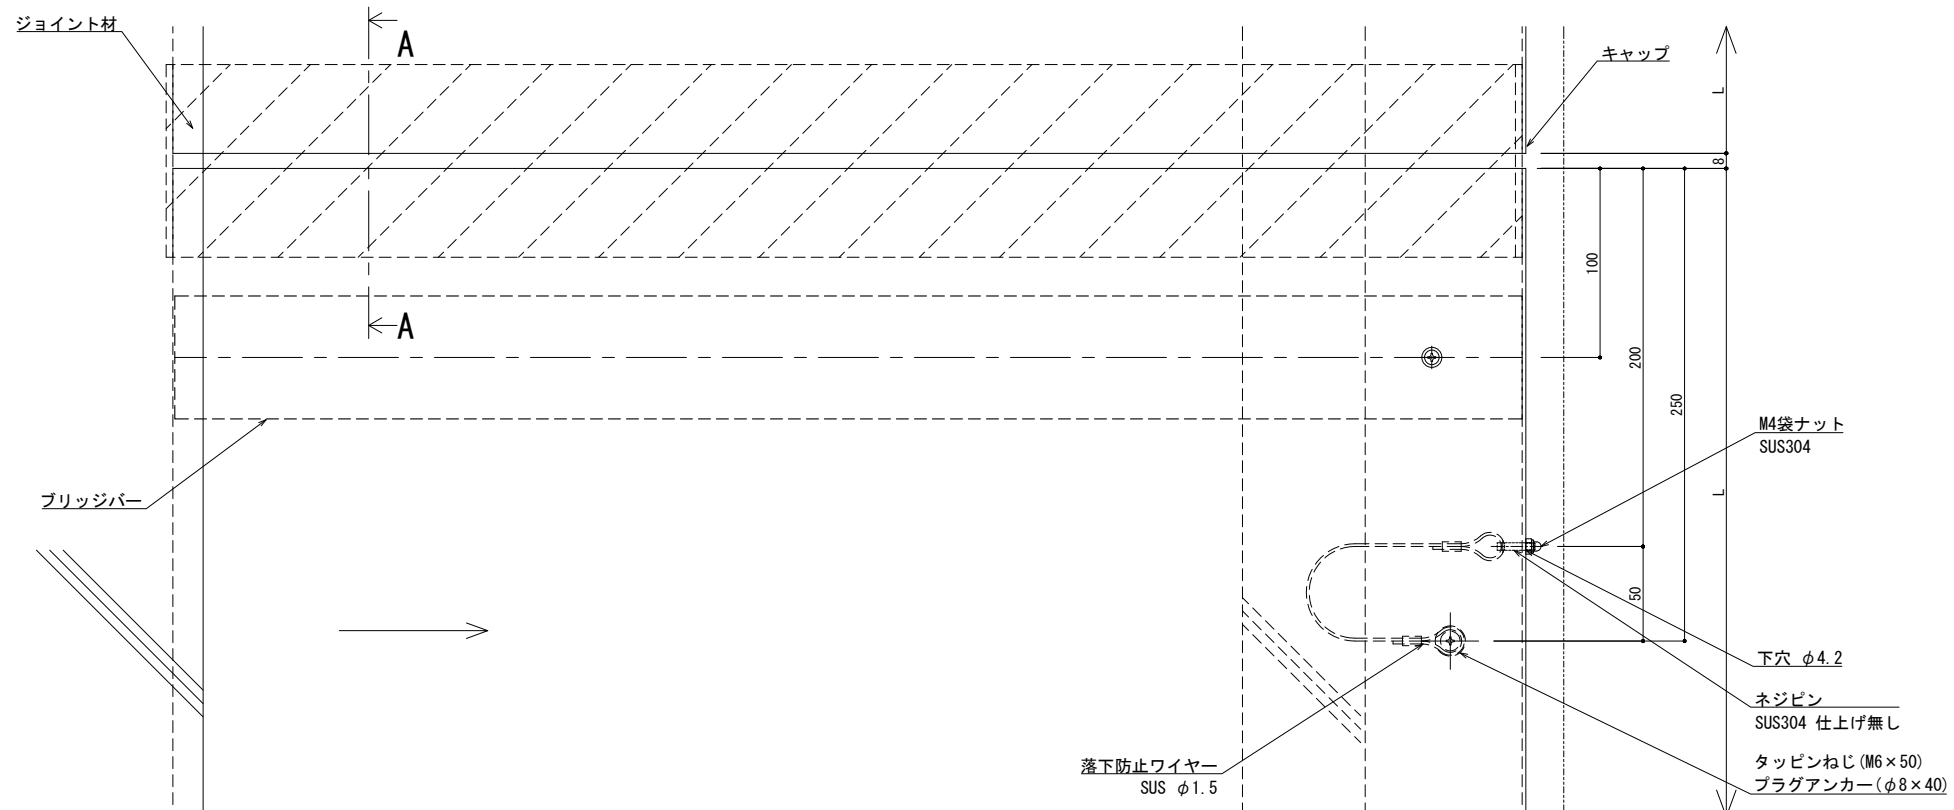 ジョイント材
A
キャップ
L
8
100
200
250
A
M4袋ナット
SUS304
ブリッジバー
L
50
下穴 φ4.2
ネジピン
SUS304 仕上げ無し
落下防止ワイヤー
SUS φ1.5
タッピンねじ(M6×50)
プラグアンカー(φ8×40)